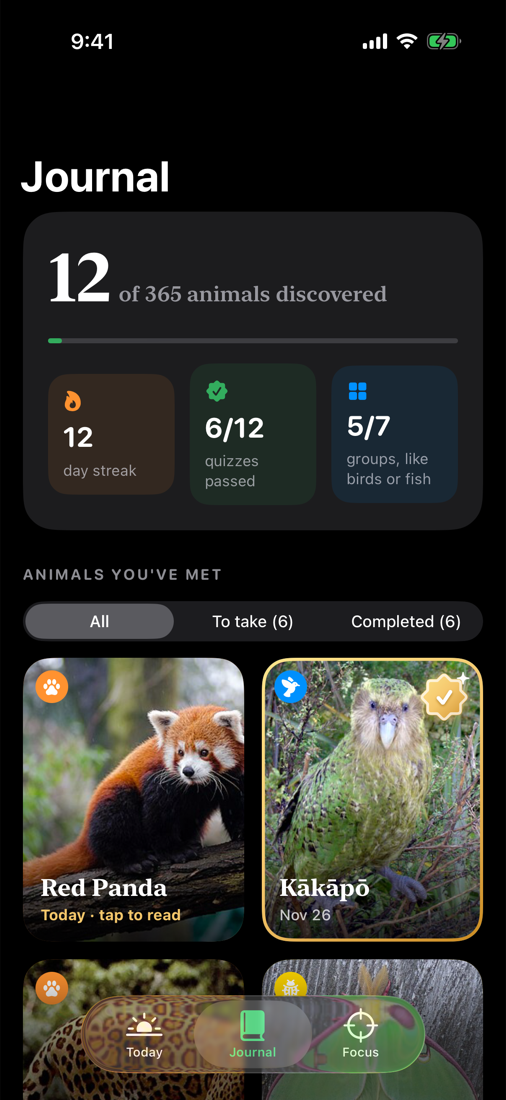 9:41
Journal
12 of 365 animals discovered
12
day streak
6/12
quizzes
passed
5/7
groups, like
birds or fish
ANIMALS YOU'VE MET
All
To take (6)
Completed (6)
Red Panda
Today · tap to read
Kākāpō
Nov 26
Today
Journal
Focus